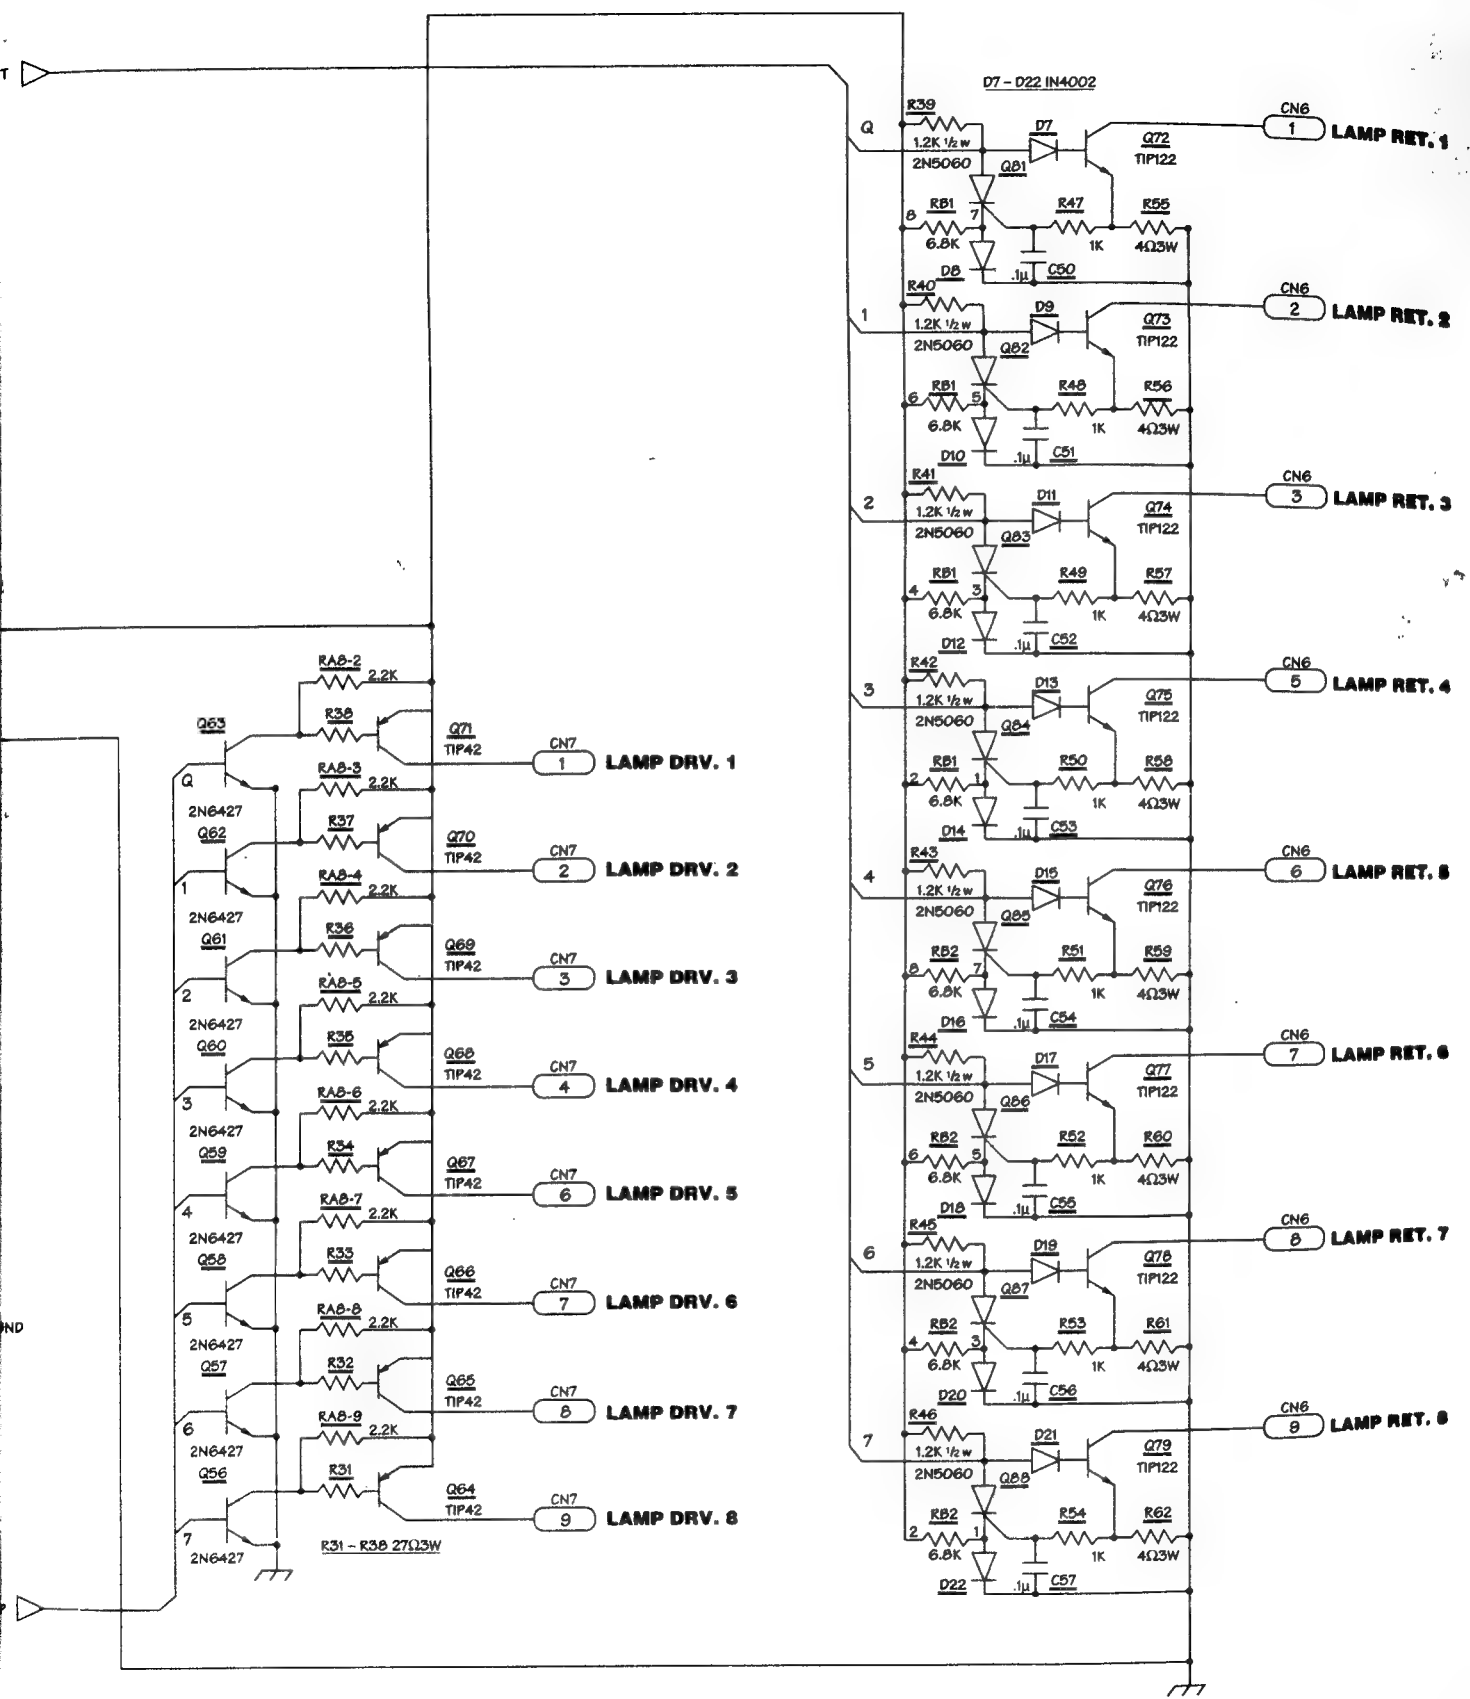 T
D7 – D22 IN4002
Q
R39
1.2K 1/2 W
2N5060
D7
Q81
Q72
TIP122
CN6
1
LAMP RET. 1
8
RB1
7
6.8K
D8
R47
1K
R55
4Ω3W
.1µ
C50
1
R40
1.2K 1/2 W
2N5060
D9
Q82
Q73
TIP122
CN6
2
LAMP RET. 2
6
RB1
5
6.8K
D10
R48
1K
R56
4Ω3W
.1µ
C51
2
R41
1.2K 1/2 W
2N5060
D11
Q83
Q74
TIP122
CN6
3
LAMP RET. 3
4
RB1
3
6.8K
D12
R49
1K
R57
4Ω3W
.1µ
C52
3
R42
1.2K 1/2 W
2N5060
D13
Q84
Q75
TIP122
CN6
5
LAMP RET. 4
2
RB1
1
6.8K
D14
R50
1K
R58
4Ω3W
.1µ
C53
4
R43
1.2K 1/2 W
2N5060
D15
Q85
Q76
TIP122
CN6
6
LAMP RET. 5
8
RB2
7
6.8K
D16
R51
1K
R59
4Ω3W
.1µ
C54
5
R44
1.2K 1/2 W
2N5060
D17
Q86
Q77
TIP122
CN6
7
LAMP RET. 6
6
RB2
5
6.8K
D18
R52
1K
R60
4Ω3W
.1µ
C55
6
R45
1.2K 1/2 W
2N5060
D19
Q87
Q78
TIP122
CN6
8
LAMP RET. 7
4
RB2
3
6.8K
D20
R53
1K
R61
4Ω3W
.1µ
C56
7
R46
1.2K 1/2 W
2N5060
D21
Q88
Q79
TIP122
CN6
9
LAMP RET. 8
2
RB2
1
6.8K
D22
R54
1K
R62
4Ω3W
.1µ
C57
RA8-2
2.2K
Q63
R38
Q71
TIP42
CN7
1
LAMP DRV. 1
Q
2N6427
RA8-3
2.2K
Q62
R37
Q70
TIP42
CN7
2
LAMP DRV. 2
1
2N6427
RA8-4
2.2K
Q61
R36
Q69
TIP42
CN7
3
LAMP DRV. 3
2
2N6427
RA8-5
2.2K
Q60
R35
Q68
TIP42
CN7
4
LAMP DRV. 4
3
2N6427
RA8-6
2.2K
Q59
R34
Q67
TIP42
CN7
6
LAMP DRV. 5
4
2N6427
RA8-7
2.2K
Q58
R33
Q66
TIP42
CN7
7
LAMP DRV. 6
5
2N6427
RA8-8
2.2K
Q57
R32
Q65
TIP42
CN7
8
LAMP DRV. 7
6
2N6427
RA8-9
2.2K
Q56
R31
Q64
TIP42
CN7
9
LAMP DRV. 8
7
2N6427
R31 – R38 27Ω3W